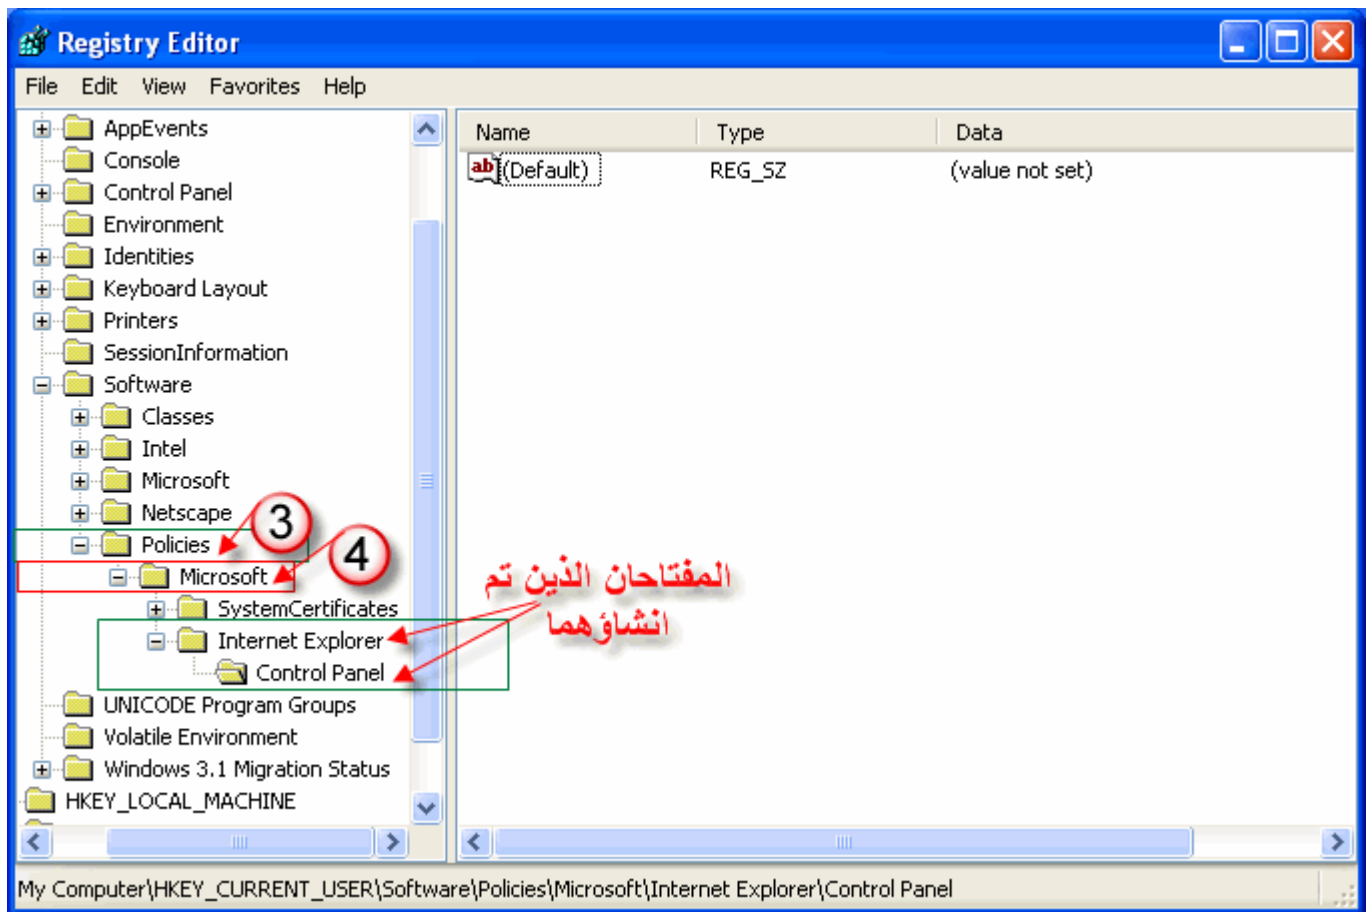 Registry Editor
File Edit View Favorites Help
AppEvents
Console
Control Panel
Environment
Identities
Keyboard Layout
Printers
SessionInformation
Software
Classes
Intel
Microsoft
Netscape
Policies
3
Microsoft
4
SystemCertificates
Internet Explorer
Control Panel
UNICODE Program Groups
Volatile Environment
Windows 3.1 Migration Status
HKEY_LOCAL_MACHINE
Name Type Data
ab (Default) REG_SZ (value not set)
المفتاحان الذين تم
انشاؤهما
My Computer\HKEY_CURRENT_USER\Software\Policies\Microsoft\Internet Explorer\Control Panel